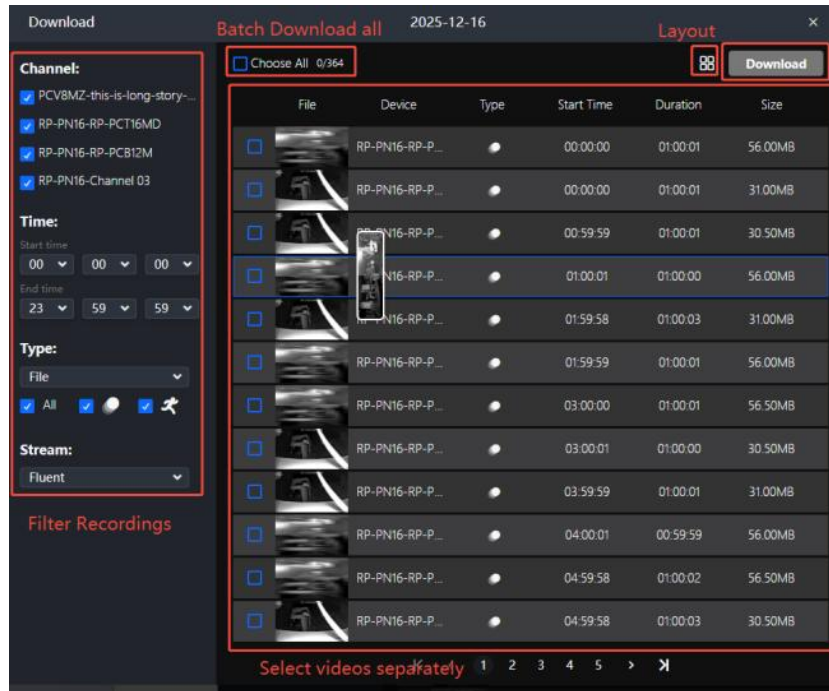 Download
Batch Download all
2025-12-16
Layout
×
Channel:
PCV8MZ-this-is-long-story-...
RP-PN16-RP-PCT16MD
RP-PN16-RP-PCB12M
RP-PN16-Channel 03
Time:
Start time
00 00 00
End time
23 59 59
Type:
File
All
Stream:
Fluent
Filter Recordings
Choose All 0/364
Download
File Device Type Start Time Duration Size
RP-PN16-RP-P... 00:00:00 01:00:01 56.00MB
RP-PN16-RP-P... 00:00:00 01:00:01 31.00MB
RP-PN16-RP-P... 00:59:59 01:00:01 30.50MB
N16-RP-P... 01:00:01 01:00:00 56.00MB
RP-PN16-RP-P... 01:59:58 01:00:03 31.00MB
RP-PN16-RP-P... 01:59:59 01:00:01 56.00MB
RP-PN16-RP-P... 03:00:00 01:00:01 56.50MB
RP-PN16-RP-P... 03:00:01 01:00:00 30.50MB
RP-PN16-RP-P... 03:59:59 01:00:01 31.00MB
RP-PN16-RP-P... 04:00:01 00:59:59 56.00MB
RP-PN16-RP-P... 04:59:58 01:00:02 56.50MB
RP-PN16-RP-P... 04:59:58 01:00:03 30.50MB
Select videos separately
1 2 3 4 5